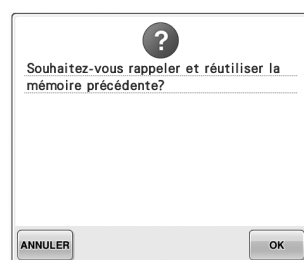 ?
Souhaitez-vous rappeler et réutiliser la
mémoire précédente?
ANNULER
OK